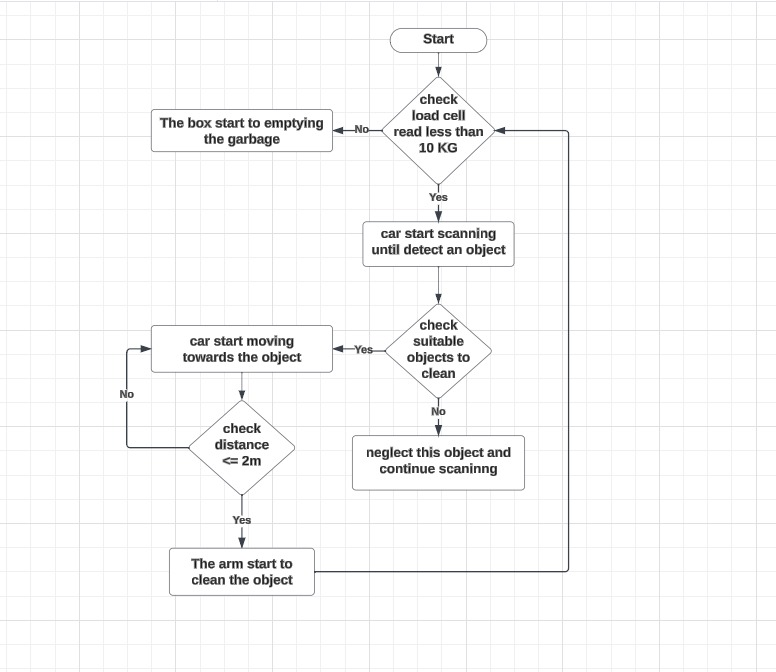 Start
check
load cell
read less than
10 KG
No
The box start to emptying
the garbage
Yes
car start scanning
until detect an object
check
suitable
objects to
clean
Yes
car start moving
towards the object
No
No
check
distance
<= 2m
neglect this object and
continue scaninng
Yes
The arm start to
clean the object